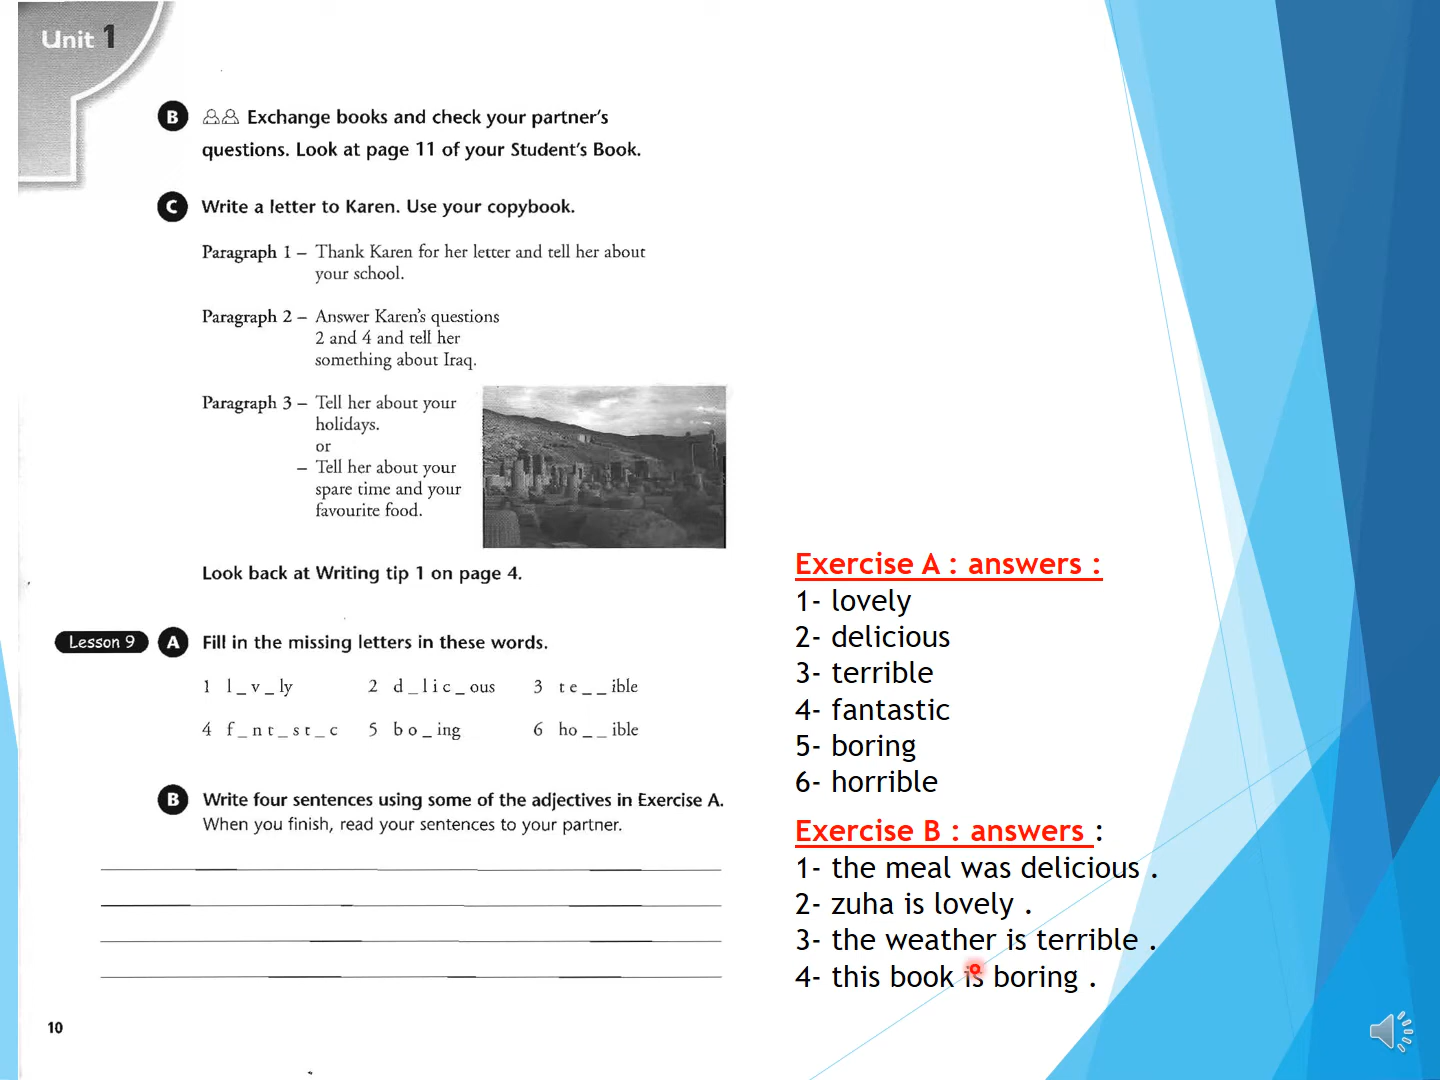 Unit 1
B Exchange books and check your partner's
questions. Look at page 11 of your Student's Book.
C Write a letter to Karen. Use your copybook.
Paragraph 1 – Thank Karen for her letter and tell her about
your school.
Paragraph 2 – Answer Karen's questions
2 and 4 and tell her
something about Iraq.
Paragraph 3 – Tell her about your
holidays.
or
– Tell her about your
spare time and your
favourite food.
Look back at Writing tip 1 on page 4.
Lesson 9 A Fill in the missing letters in these words.
1 l _ v _ ly 2 d _ l i c _ ous 3 t e _ _ ible
4 f _ n t _ s t _ c 5 b o _ ing 6 ho _ _ ible
B Write four sentences using some of the adjectives in Exercise A.
When you finish, read your sentences to your partner.
10
Exercise A : answers :
1- lovely
2- delicious
3- terrible
4- fantastic
5- boring
6- horrible
Exercise B : answers :
1- the meal was delicious .
2- zuha is lovely .
3- the weather is terrible .
4- this book is boring .